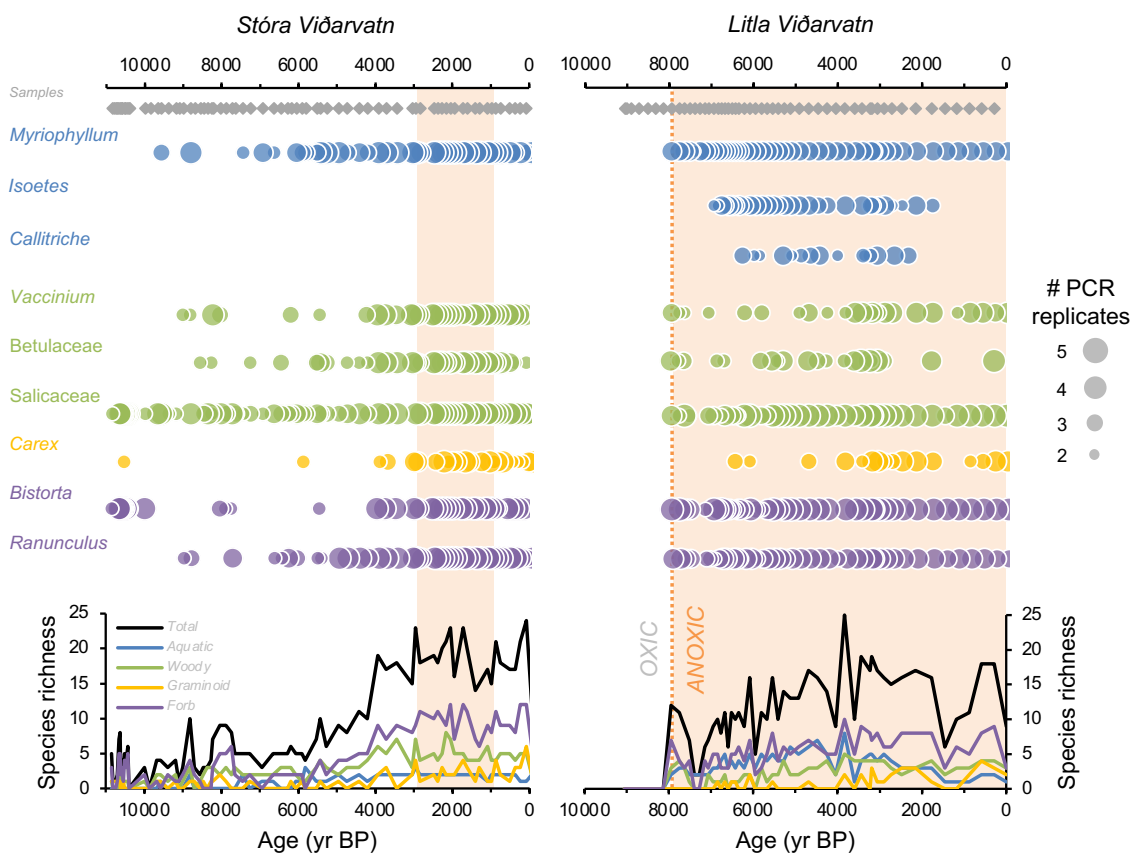 Stóra Viðarvatn
Litla Viðarvatn
10000 8000 6000 4000 2000 0
10000 8000 6000 4000 2000 0
Samples
Myriophyllum
Isoetes
Callitriche
Vaccinium
Betulaceae
Salicaceae
Carex
Bistorta
Ranunculus
# PCR
replicates
5
4
3
2
25
20
15
10
5
0
Species richness
Total
Aquatic
Woody
Graminoid
Forb
OXIC
ANOXIC
25
20
15
10
5
0
Species richness
10000 8000 6000 4000 2000 0
10000 8000 6000 4000 2000 0
Age (yr BP)
Age (yr BP)